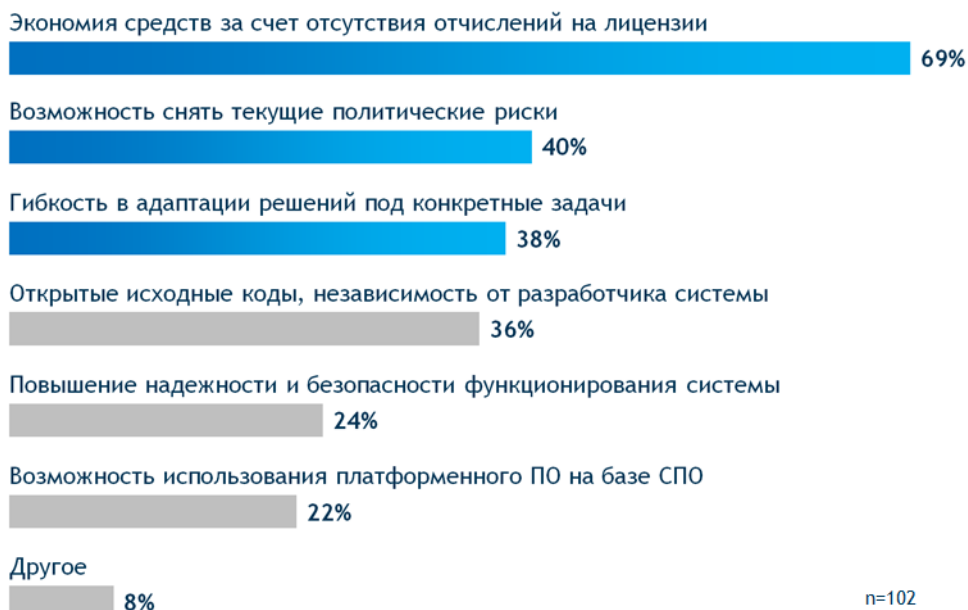 Экономия средств за счет отсутствия отчислений на лицензии
69%
Возможность снять текущие политические риски
40%
Гибкость в адаптации решений под конкретные задачи
38%
Открытые исходные коды, независимость от разработчика системы
36%
Повышение надежности и безопасности функционирования системы
24%
Возможность использования платформенного ПО на базе СПО
22%
Другое
8%
n=102